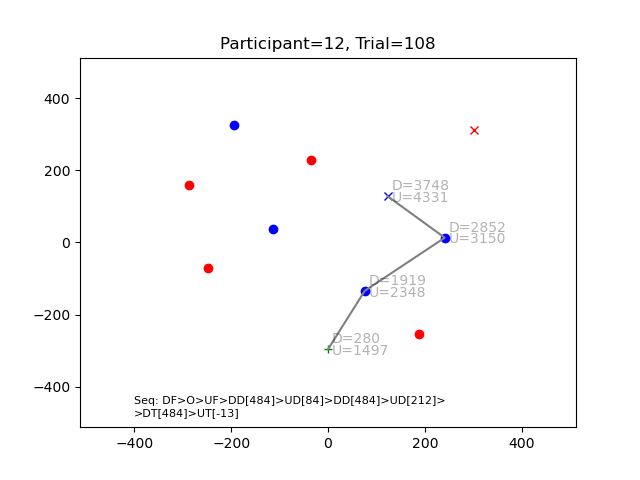 Participant=12, Trial=108
400
200
0
−200
−400
D=3748
U=4331
D=2852
U=3150
D=1919
U=2348
D=280
U=1497
Seq: DF>O>UF>DD[484]>UD[84]>DD[484]>UD[212]>
>DT[484]>UT[-13]
−400 −200 0 200 400